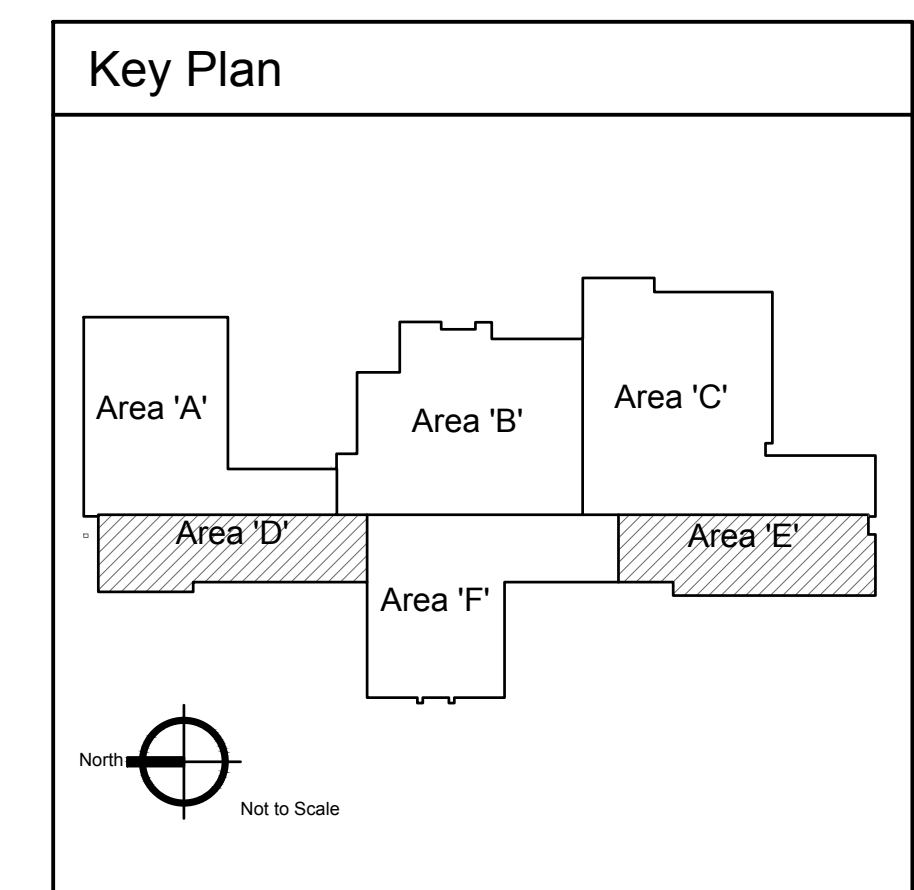 Key Plan
Area 'A'
Area 'B'
Area 'C'
Area 'D'
Area 'E'
Area 'F'
North
Not to Scale